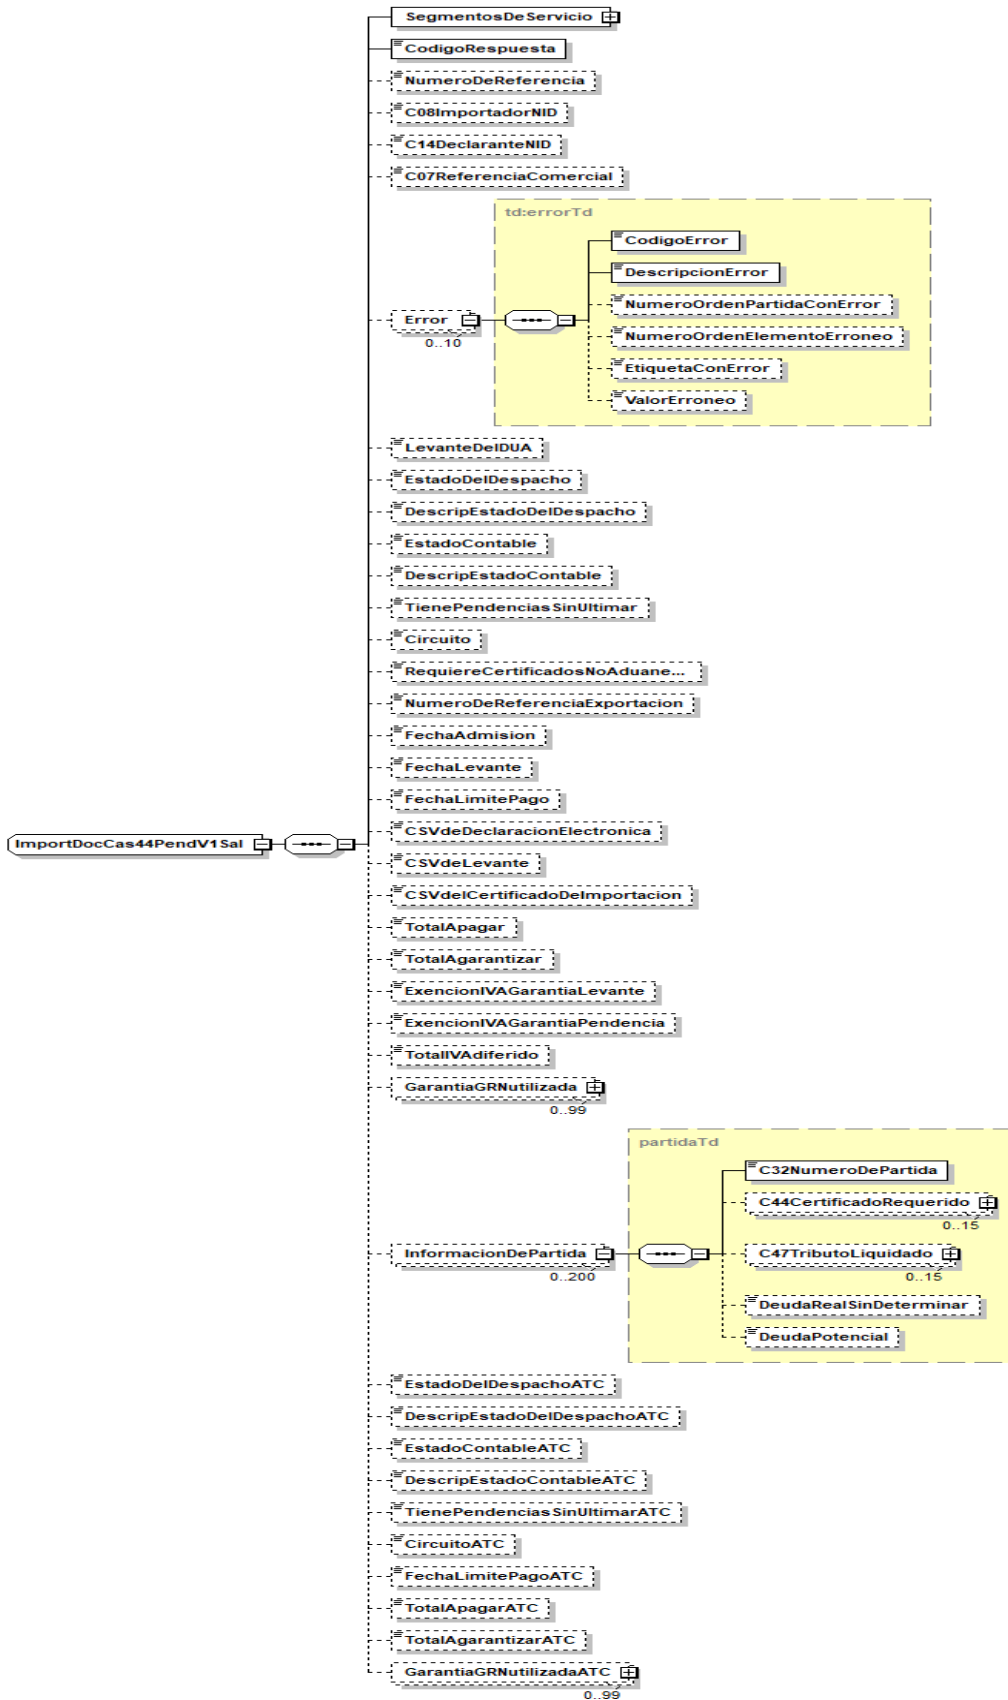 SegmentosDeServicio
CodigoRespuesta
NumeroDeReferencia
C08ImportadorNID
C14DeclaranteNID
C07ReferenciaComercial
td:errorTd
CodigoError
DescripcionError
NumeroOrdenPartidaConError
Error
0..10
NumeroOrdenElementoErroneo
EtiquetaConError
ValorErroneo
LevanteDelDUA
EstadoDelDespacho
DescripEstadoDelDespacho
EstadoContable
DescripEstadoContable
TienePendenciasSinUltimar
Circuito
RequiereCertificadosNoAduane...
NumeroDeReferenciaExportacion
FechaAdmision
FechaLevante
FechaLimitePago
CSVdeDeclaracionElectronica
ImportDocCas44PendV1Sal
CSVdeLevante
CSVdelCertificadoDeImportacion
TotalApagar
TotalAgarantizar
ExencionIVAGarantiaLevante
ExencionIVAGarantiaPendencia
TotalIVAdiferido
GarantiaGRNutilizada
0..99
partidaTd
C32NumeroDePartida
C44CertificadoRequerido
0..15
InformacionDePartida
0..200
C47TributoLiquidado
0..15
DeudaRealSinDeterminar
DeudaPotencial
EstadoDelDespachoATC
DescripEstadoDelDespachoATC
EstadoContableATC
DescripEstadoContableATC
TienePendenciasSinUltimarATC
CircuitoATC
FechaLimitePagoATC
TotalApagarATC
TotalAgarantizarATC
GarantiaGRNutilizadaATC
0..99